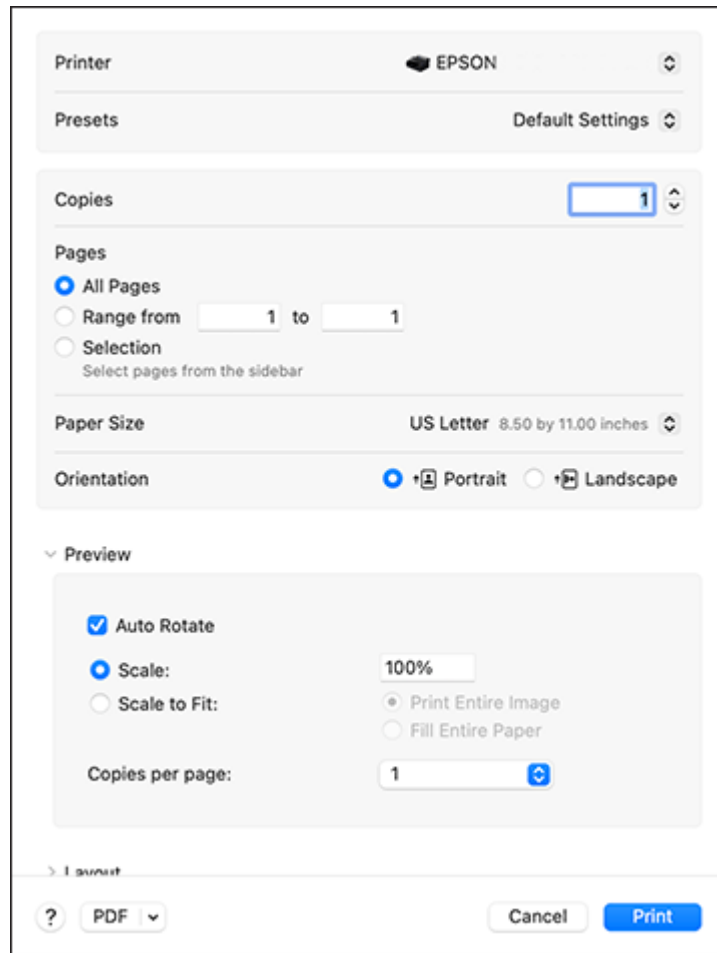 Printer EPSON
Presets Default Settings
Copies 1
Pages
All Pages
Range from 1 to 1
Selection
Select pages from the sidebar
Paper Size US Letter 8.50 by 11.00 inches
Orientation Portrait Landscape
Preview
Auto Rotate
Scale: 100%
Scale to Fit: Print Entire Image
Fill Entire Paper
Copies per page: 1
Layout
? PDF Cancel Print